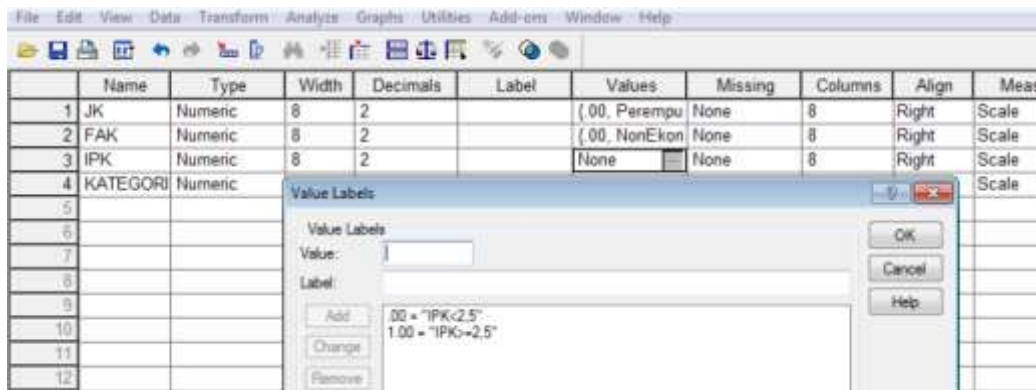 File Edit View Data Transform Analyze Graphs Utilities Add-ons Window Help
Name Type Width Decimals Label Values Missing Columns Align Meas
1 JK Numeric 8 2 {.00, Perempu None 8 Right Scale
2 FAK Numeric 8 2 {.00, NonEkon None 8 Right Scale
3 IPK Numeric 8 2 None ... None 8 Right Scale
4 KATEGORI Numeric Scale
Value Labels
5
6
7
8
9
10
11
12
Value Labels
Value:
Label:
Add
Change
Remove
.00 = "IPK<2,5"
1.00 = "IPK>=2,5"
OK
Cancel
Help